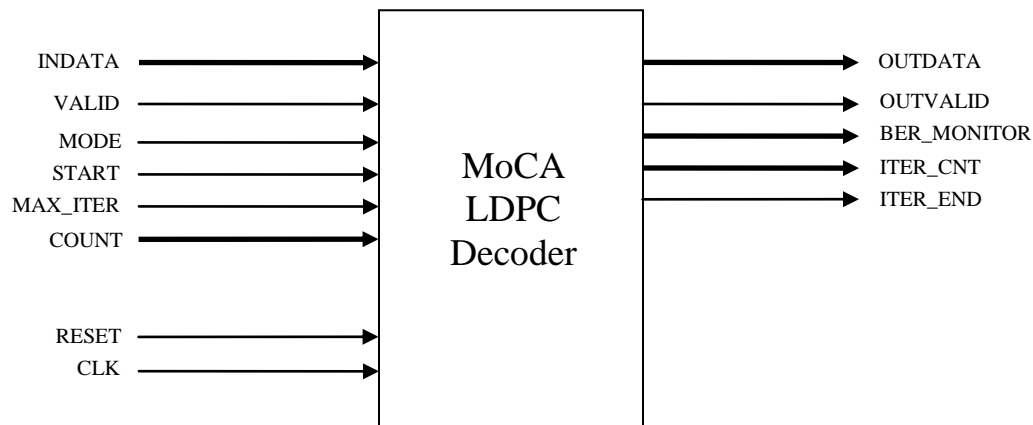 INDATA
VALID
MODE
START
MAX_ITER
COUNT
RESET
CLK
MoCA
LDPC
Decoder
OUTDATA
OUTVALID
BER_MONITOR
ITER_CNT
ITER_END